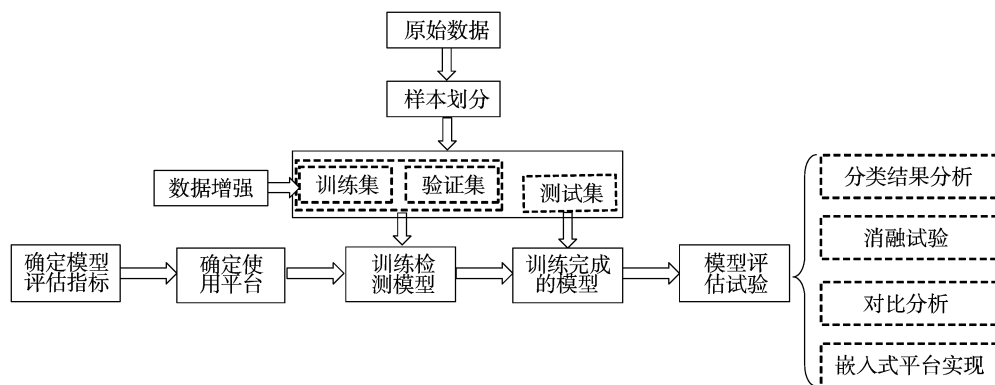 原始数据
样本划分
数据增强
训练集
验证集
测试集
确定模型
评估指标
确定使
用平台
训练检
测模型
训练完成
的模型
模型评
估试验
分类结果分析
消融试验
对比分析
嵌入式平台实现